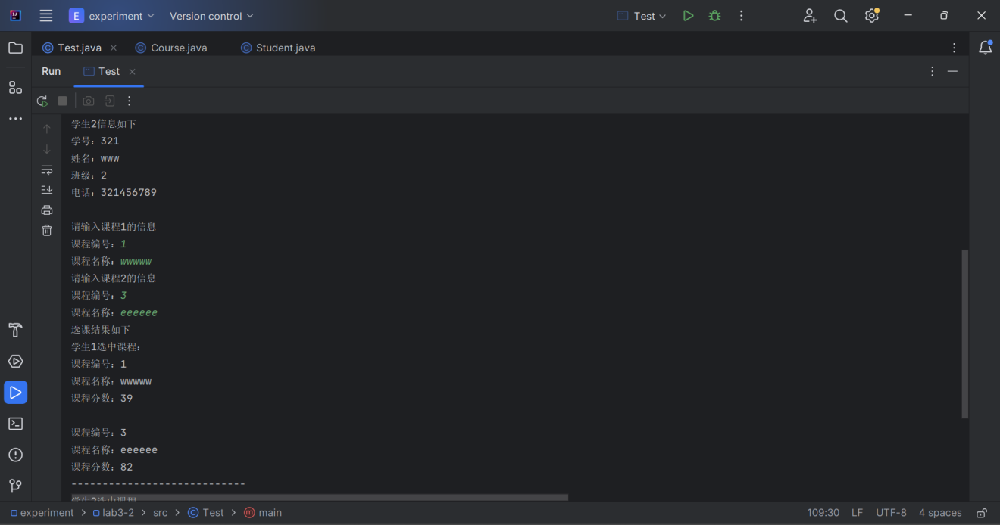 E experiment Version control Test
Test.java Course.java Student.java
Run Test
学生2信息如下
学号：321
姓名：www
班级：2
电话：321456789
请输入课程1的信息
课程编号：1
课程名称：wwwww
请输入课程2的信息
课程编号：3
课程名称：eeeeee
选课结果如下
学生1选中课程：
课程编号：1
课程名称：wwwww
课程分数：39
课程编号：3
课程名称：eeeeee
课程分数：82
----------------------------
学生2选中课程
experiment > lab3-2 > src > Test > main 109:30 LF UTF-8 4 spaces